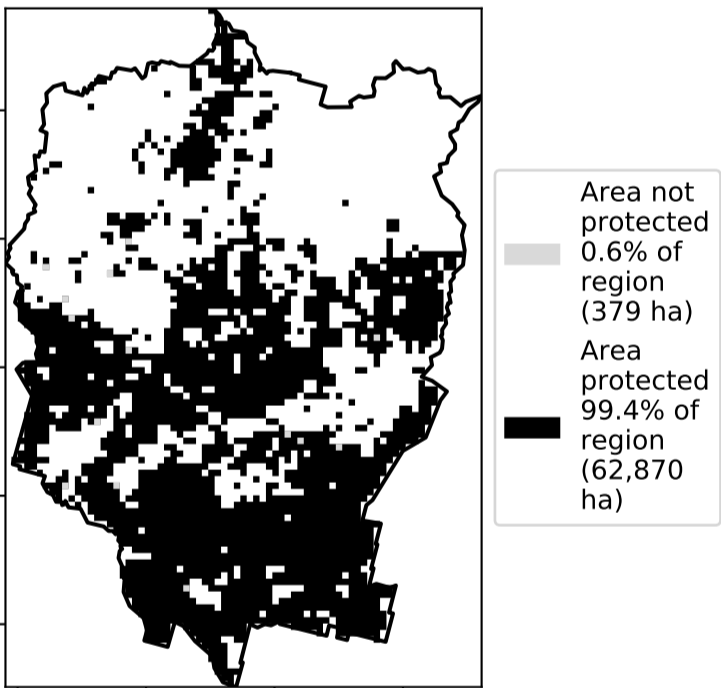 Area not
protected
0.6% of
region
(379 ha)
Area
protected
99.4% of
region
(62,870
ha)